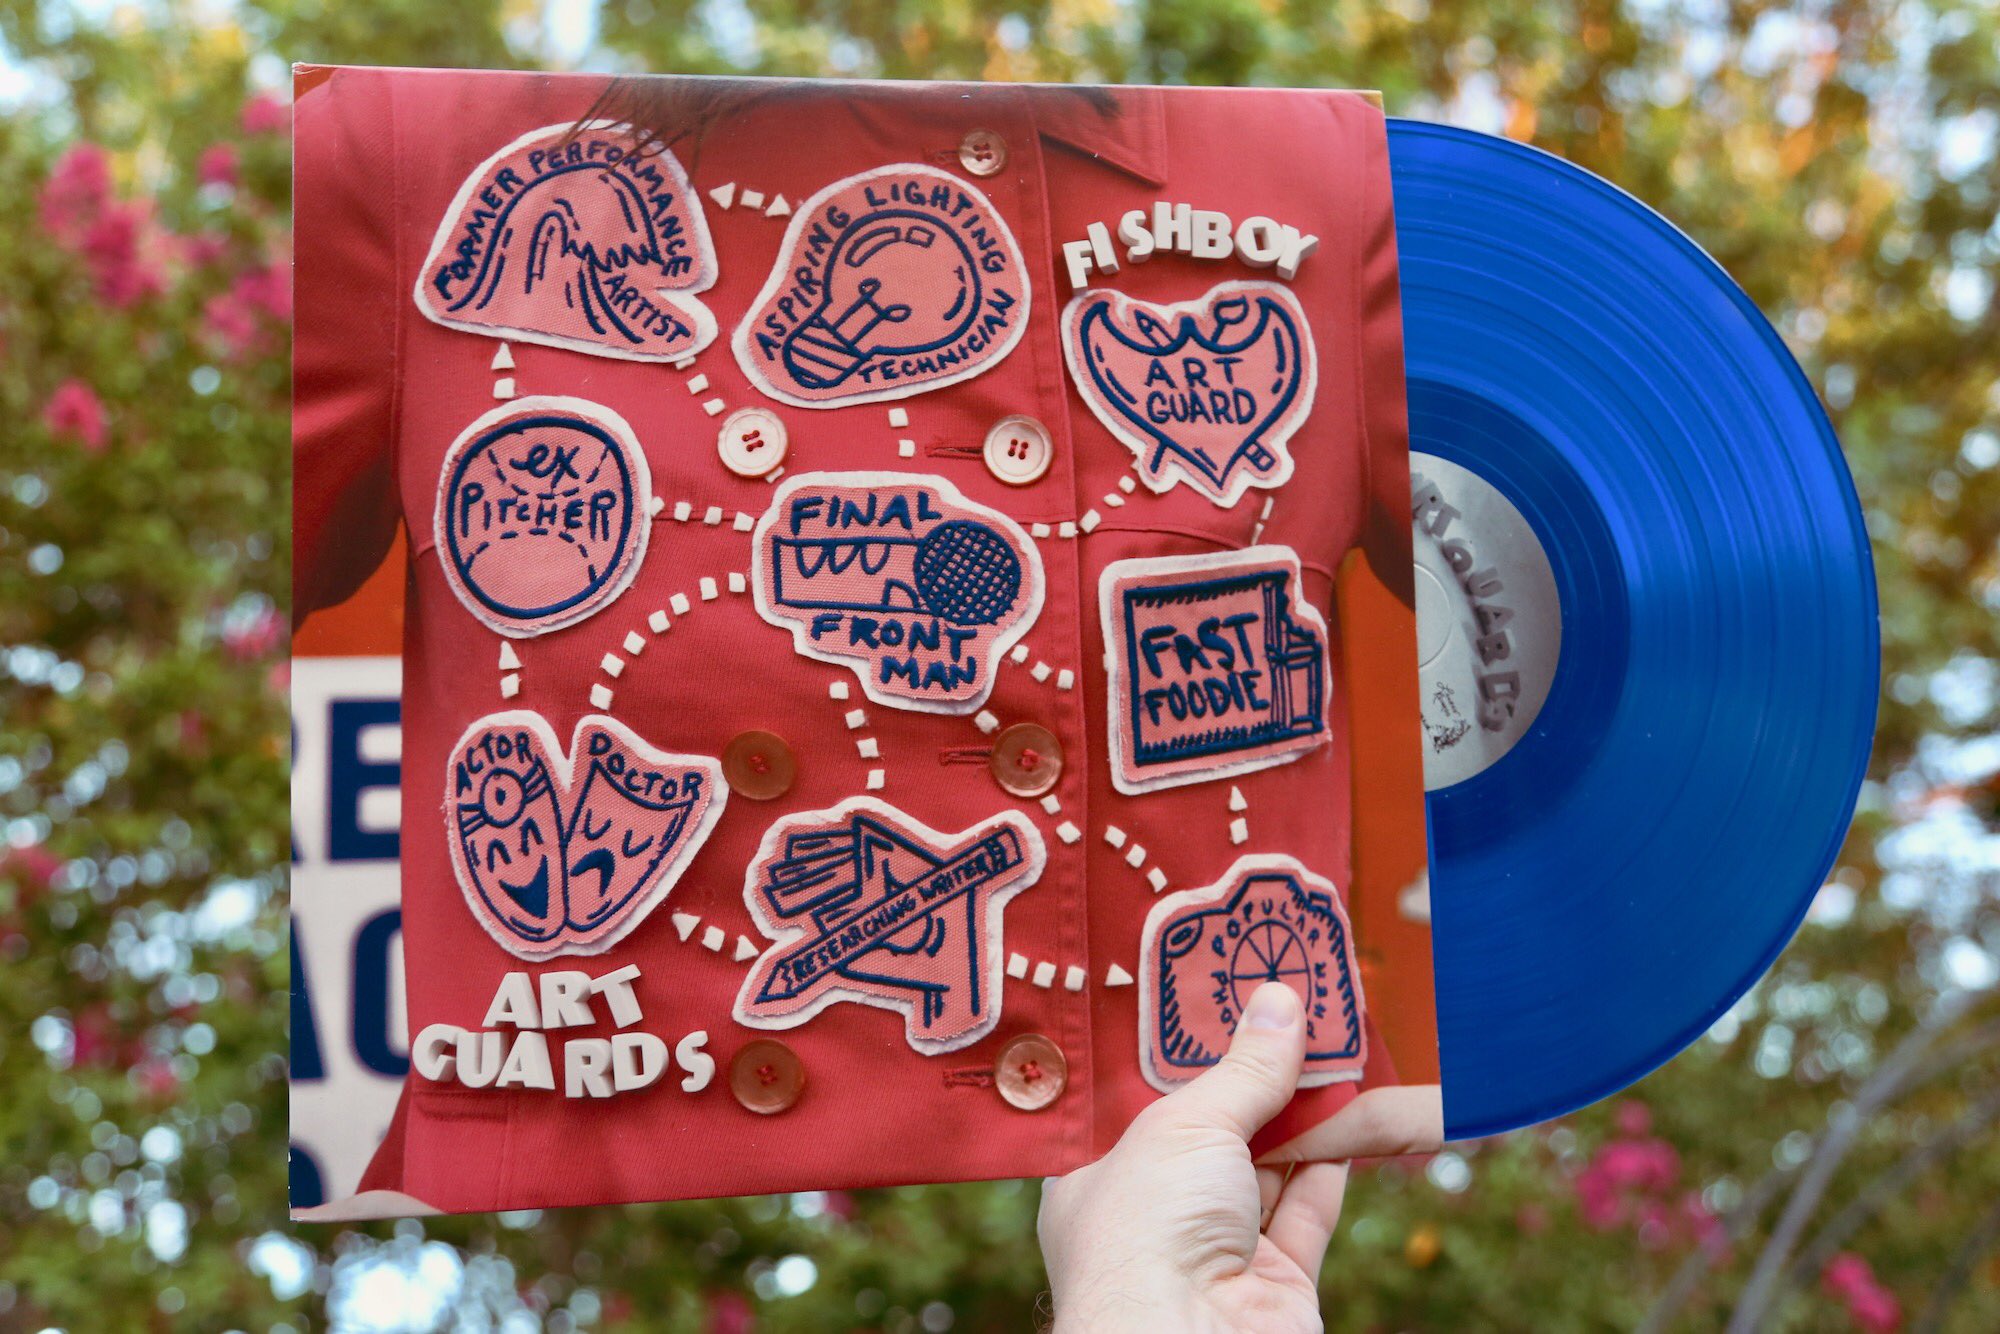 FORMER PERFORMANCE
ARTIST
ASPIRING LIGHTING
TECHNICIAN
FISHBOY
ART
GUARD
ex
PITCHER
FINAL
FRONT
MAN
FAST
FOODIE
ACTOR
DOCTOR
RESEARCHING WRITER
POPULAR
ART
GUARDS